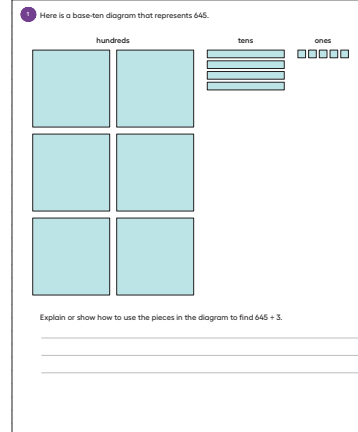 1 Here is a base-ten diagram that represents 645.
hundreds tens ones
Explain or show how to use the pieces in the diagram to find 645 ÷ 3.